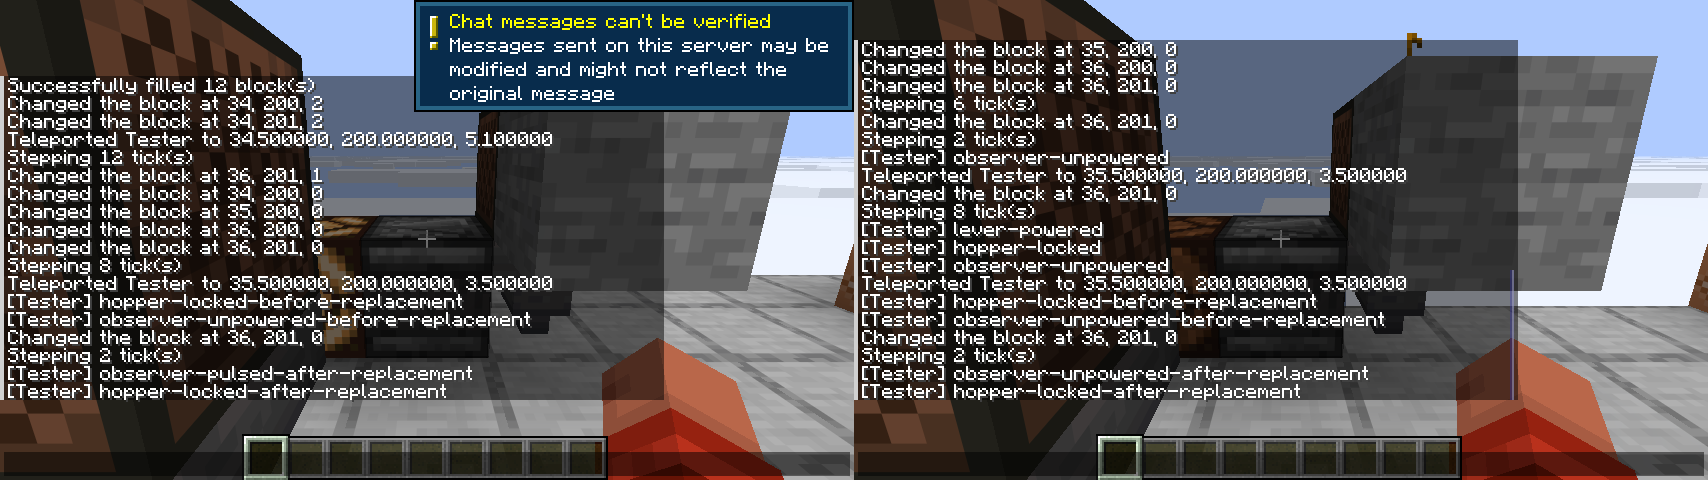 Chat messages can't be verified
Messages sent on this server may be
modified and might not reflect the
original message
Successfully filled 12 block(s)
Changed the block at 34, 200, 2
Changed the block at 34, 201, 2
Teleported Tester to 34.500000, 200.000000, 5.100000
Stepping 12 tick(s)
Changed the block at 36, 201, 1
Changed the block at 34, 200, 0
Changed the block at 35, 200, 0
Changed the block at 36, 200, 0
Changed the block at 36, 201, 0
Stepping 8 tick(s)
Teleported Tester to 35.500000, 200.000000, 3.500000
[Tester] hopper-locked-before-replacement
[Tester] observer-unpowered-before-replacement
Changed the block at 36, 201, 0
Stepping 2 tick(s)
[Tester] observer-pulsed-after-replacement
[Tester] hopper-locked-after-replacement
Changed the block at 35, 200, 0
Changed the block at 36, 200, 0
Changed the block at 36, 201, 0
Stepping 6 tick(s)
Changed the block at 36, 201, 0
Stepping 2 tick(s)
[Tester] observer-unpowered
Teleported Tester to 35.500000, 200.000000, 3.500000
Changed the block at 36, 201, 0
Stepping 8 tick(s)
[Tester] lever-powered
[Tester] hopper-locked
[Tester] observer-unpowered
Teleported Tester to 35.500000, 200.000000, 3.500000
[Tester] hopper-locked-before-replacement
[Tester] observer-unpowered-before-replacement
Changed the block at 36, 201, 0
Stepping 2 tick(s)
[Tester] observer-unpowered-after-replacement
[Tester] hopper-locked-after-replacement